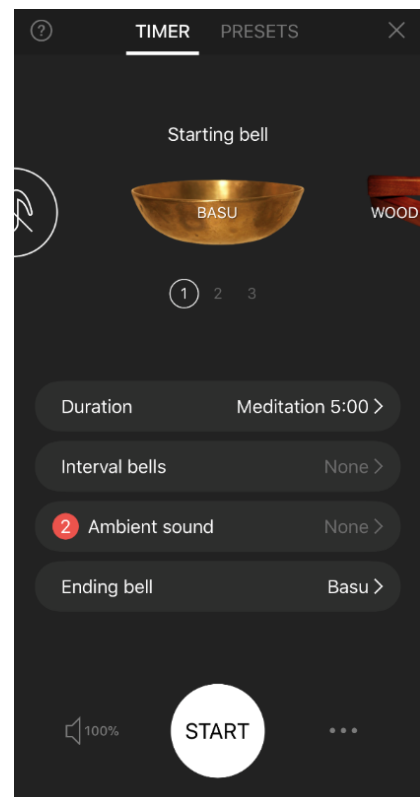 ? TIMER PRESETS
Starting bell
BASU WOOD
1 2 3
Duration Meditation 5:00 >
Interval bells None >
2 Ambient sound None >
Ending bell Basu >
100% START